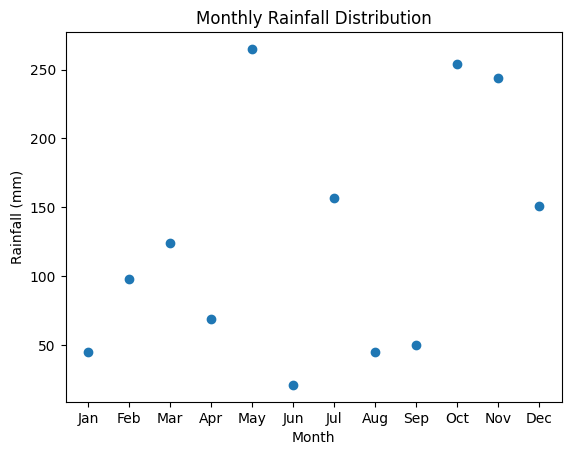 Monthly Rainfall Distribution
250
200
150
100
50
Rainfall (mm)
Jan Feb Mar Apr May Jun Jul Aug Sep Oct Nov Dec
Month